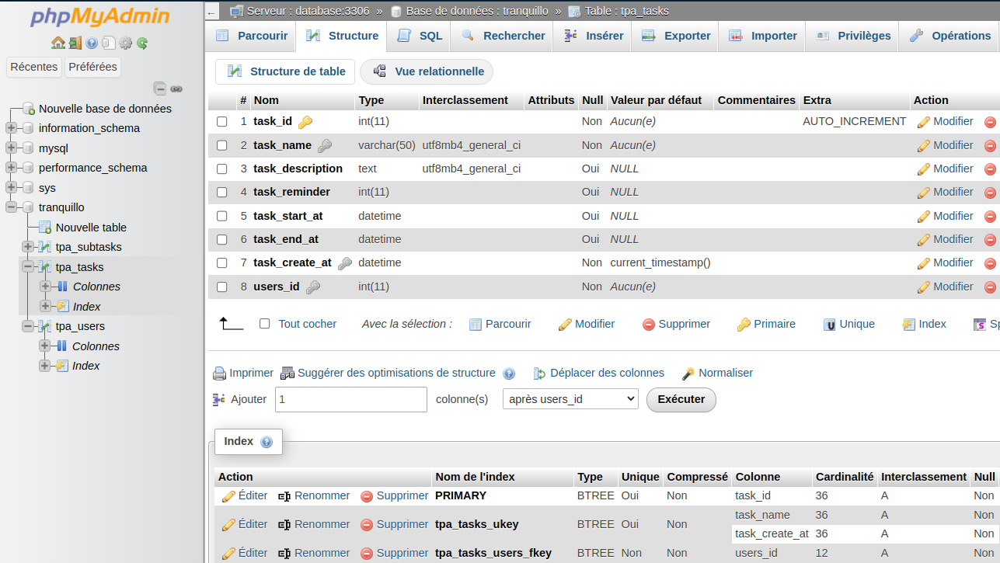 phpMyAdmin
Récentes Préférées
Nouvelle base de données
information_schema
mysql
performance_schema
sys
tranquillo
Nouvelle table
tpa_subtasks
tpa_tasks
Colonnes
Index
tpa_users
Colonnes
Index
← Serveur : database:3306 » Base de données : tranquillo » Table : tpa_tasks
Parcourir Structure SQL Rechercher Insérer Exporter Importer Privilèges Opérations
Structure de table Vue relationnelle
# Nom Type Interclassement Attributs Null Valeur par défaut Commentaires Extra Action
1 task_id int(11) Non Aucun(e) AUTO_INCREMENT Modifier
2 task_name varchar(50) utf8mb4_general_ci Non Aucun(e) Modifier
3 task_description text utf8mb4_general_ci Oui NULL Modifier
4 task_reminder int(11) Oui NULL Modifier
5 task_start_at datetime Oui NULL Modifier
6 task_end_at datetime Oui NULL Modifier
7 task_create_at datetime Non current_timestamp() Modifier
8 users_id int(11) Non Aucun(e) Modifier
Tout cocher Avec la sélection : Parcourir Modifier Supprimer Primaire Unique Index Sp
Imprimer Suggérer des optimisations de structure Déplacer des colonnes Normaliser
Ajouter 1 colonne(s) après users_id Exécuter
Index
Action Nom de l'index Type Unique Compressé Colonne Cardinalité Interclassement Null
Éditer Renommer Supprimer PRIMARY BTREE Oui Non task_id 36 A Non
Éditer Renommer Supprimer tpa_tasks_ukey BTREE Oui Non task_name 36 A Non
task_create_at 36 A Non
Éditer Renommer Supprimer tpa_tasks_users_fkey BTREE Non Non users_id 12 A Non